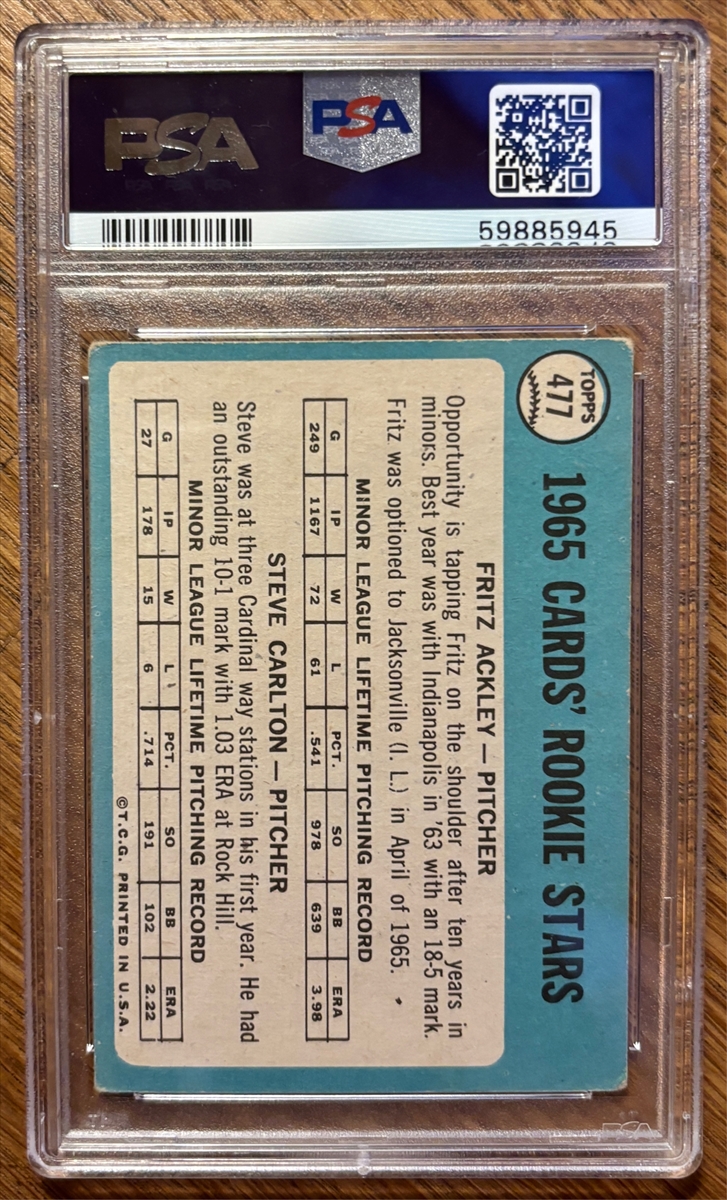 PSA
PSA
59885945
TOPPS
477
1965 CARDS' ROOKIE STARS
FRITZ ACKLEY — PITCHER
Opportunity is tapping Fritz on the shoulder after ten years in
minors. Best year was with Indianapolis in '63 with an 18-5 mark.
Fritz was optioned to Jacksonville (I. L.) in April of 1965.
MINOR LEAGUE LIFETIME PITCHING RECORD
G IP W L PCT. SO BB ERA
249 1167 72 61 .541 978 639 3.98
STEVE CARLTON — PITCHER
Steve was at three Cardinal way stations in his first year. He had
an outstanding 10-1 mark with 1.03 ERA at Rock Hill.
MINOR LEAGUE LIFETIME PITCHING RECORD
G IP W L PCT. SO BB ERA
27 178 15 6 .714 191 102 2.22
©T.C.G. PRINTED IN U.S.A.
PSA